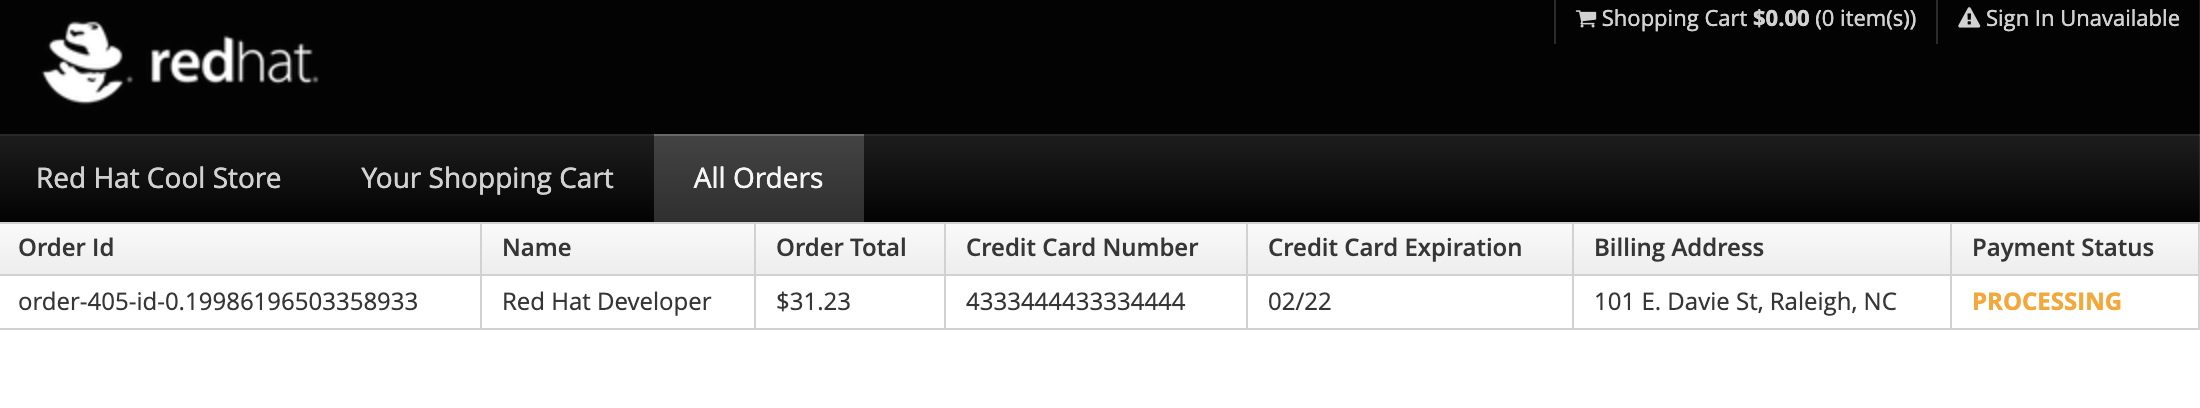 redhat.
Shopping Cart $0.00 (0 item(s))
Sign In Unavailable
Red Hat Cool Store
Your Shopping Cart
All Orders
Order Id Name Order Total Credit Card Number Credit Card Expiration Billing Address Payment Status
order-405-id-0.19986196503358933 Red Hat Developer $31.23 4333444433334444 02/22 101 E. Davie St, Raleigh, NC PROCESSING